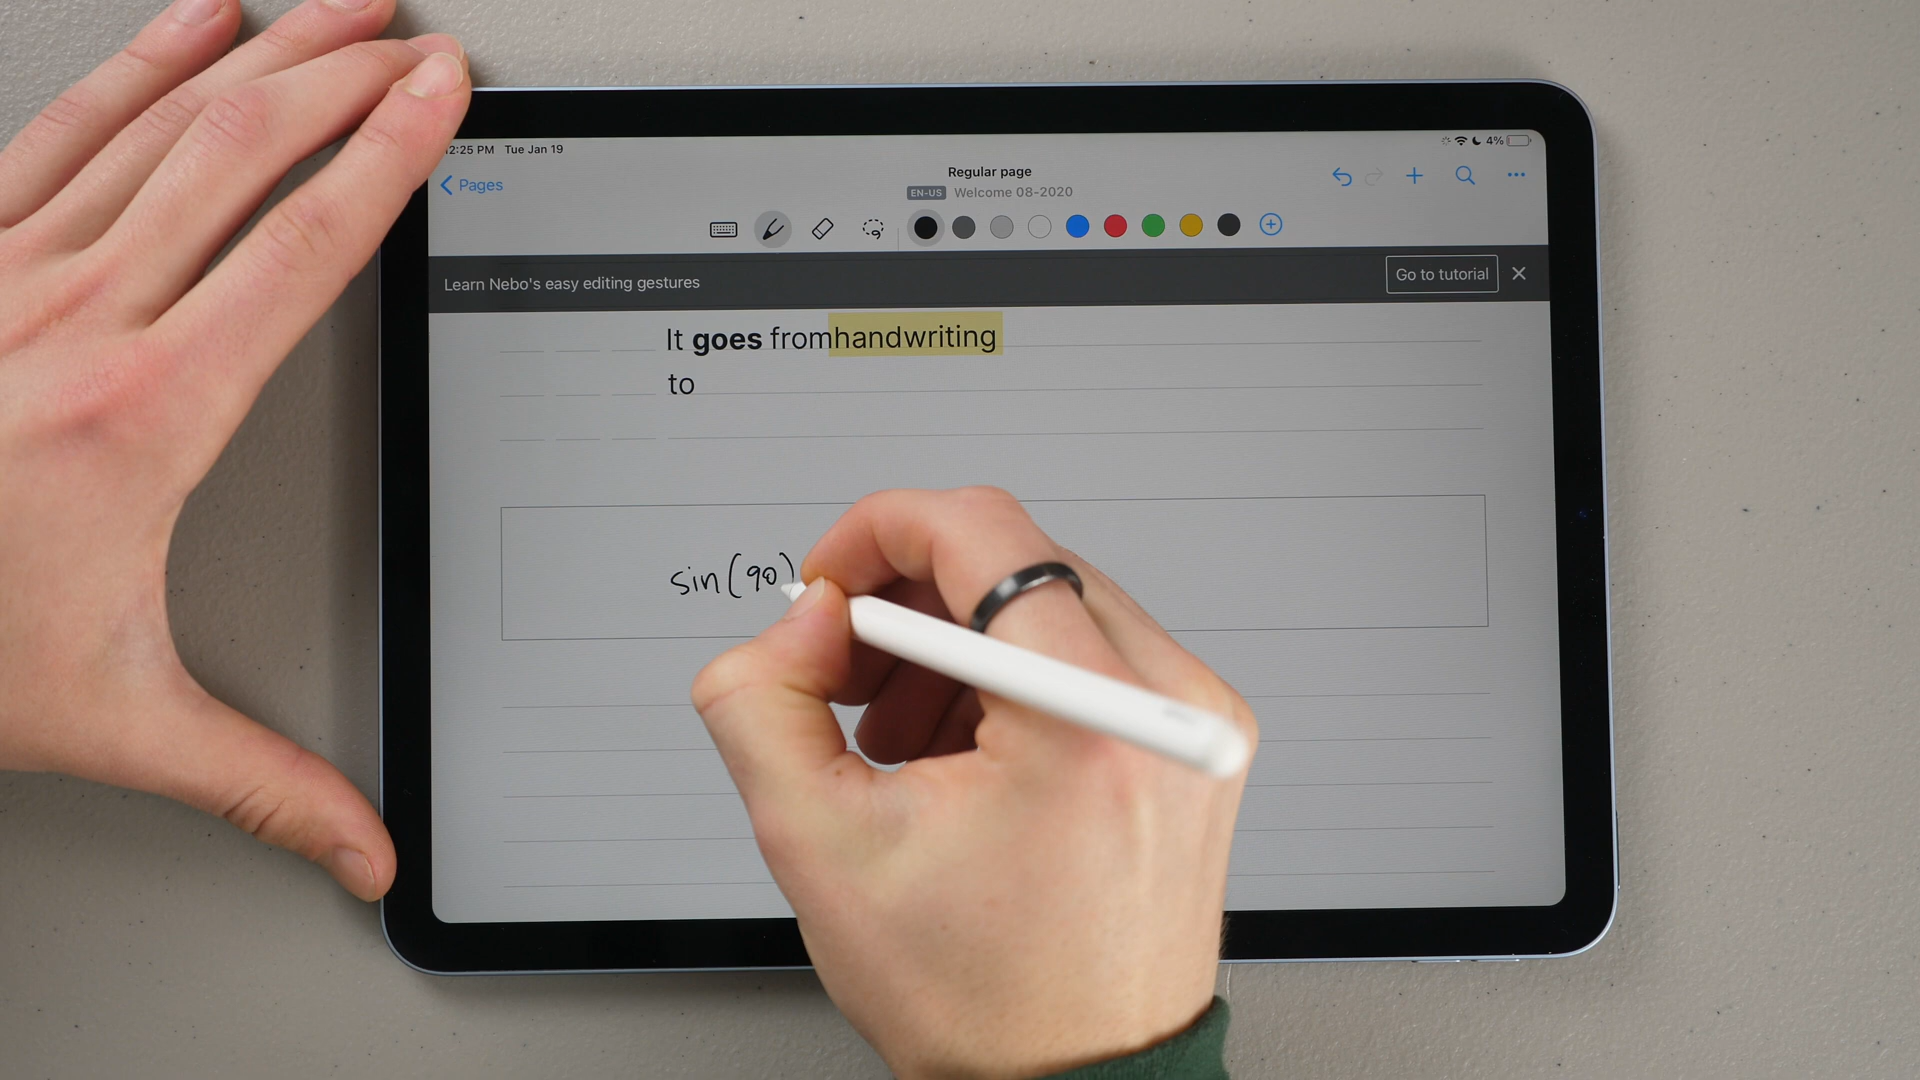 2:25 PM Tue Jan 19
4%
Pages
Regular page
EN-US Welcome 08-2020
Learn Nebo's easy editing gestures
Go to tutorial
It goes fromhandwriting
to
sin(90)